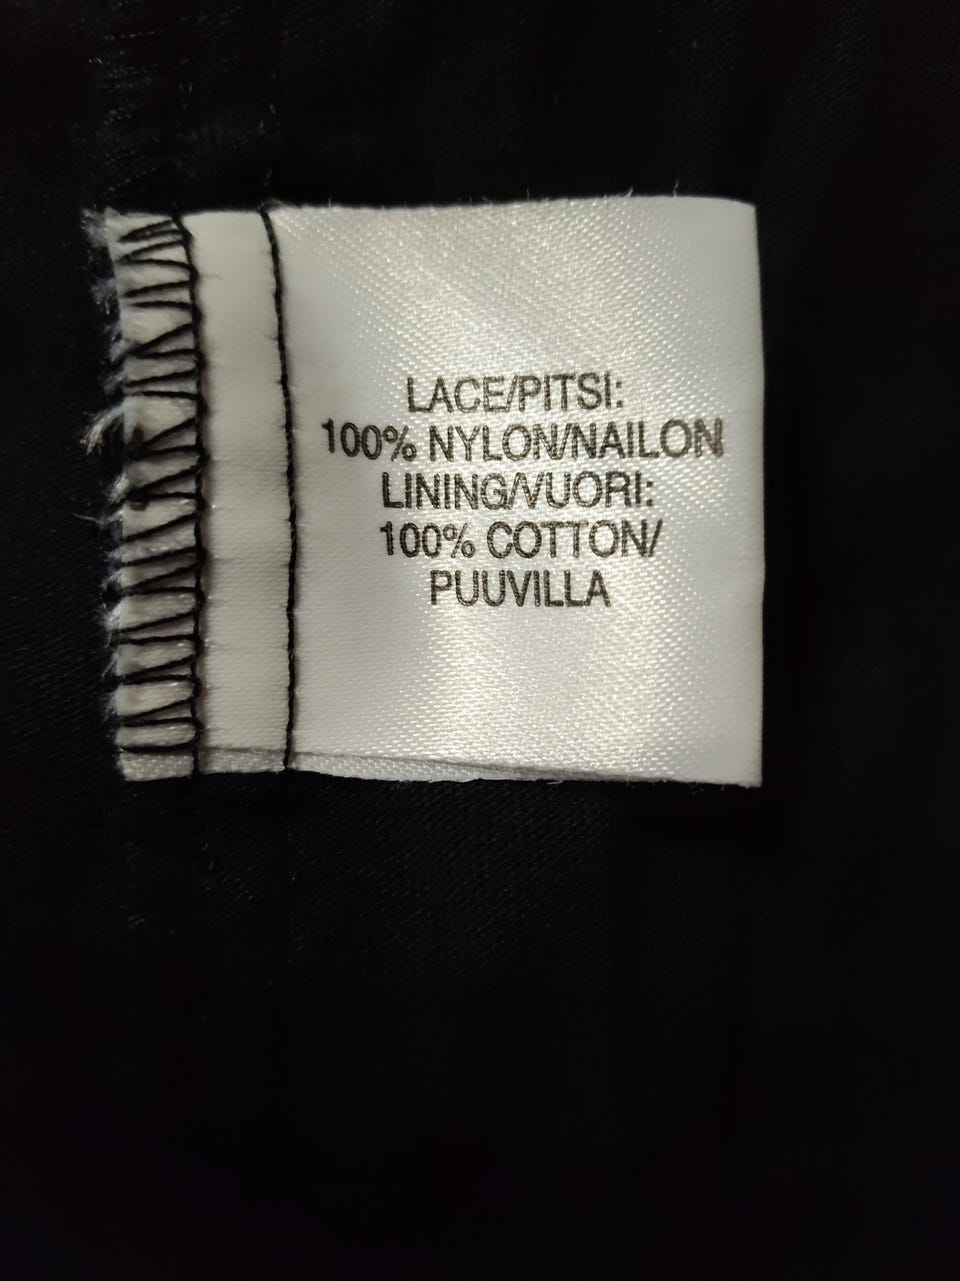 LACE/PITSI:
100% NYLON/NAILON
LINING/VUORI:
100% COTTON/
PUUVILLA